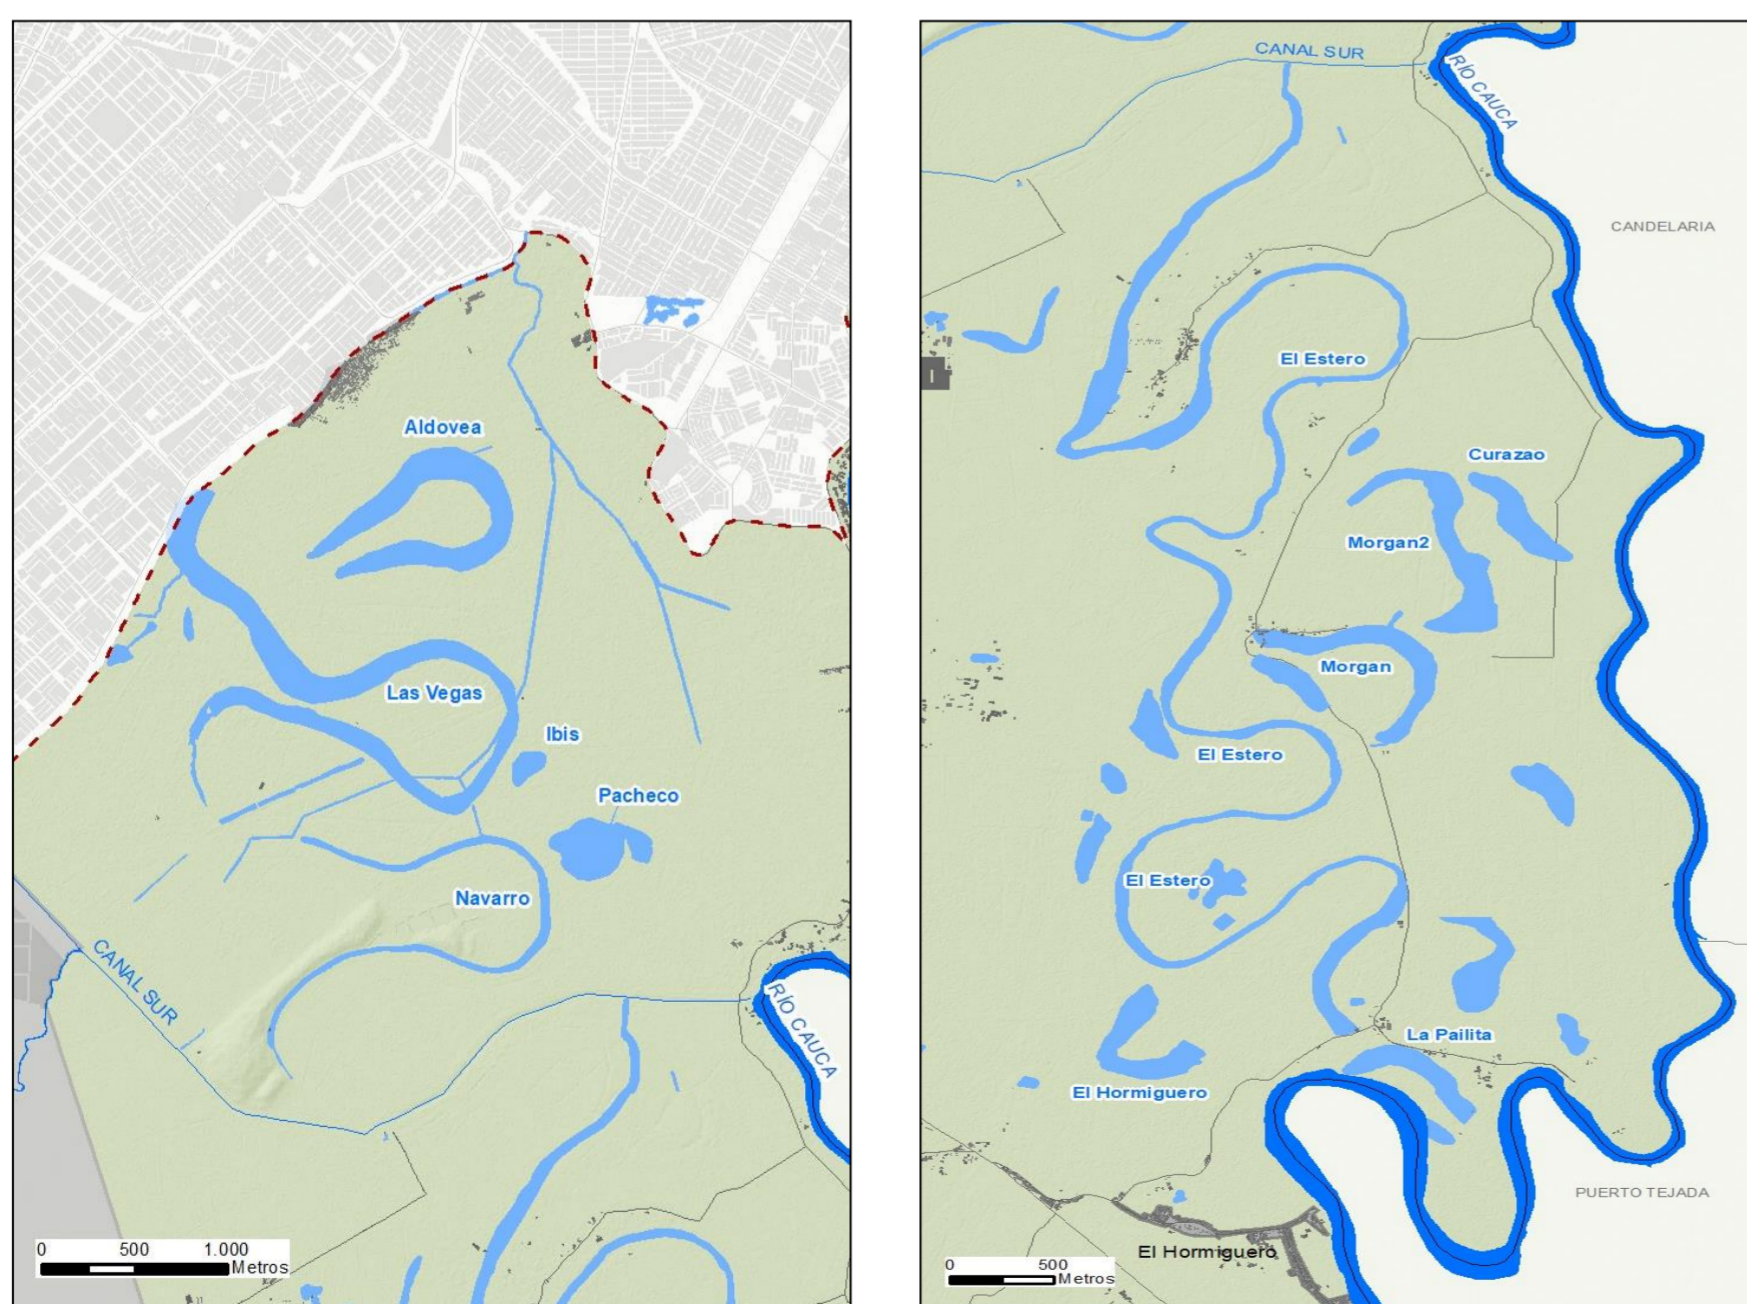 Aldovea
Las Vegas
Ibis
Pacheco
Navarro
CANAL SUR
RÍO CAUCA
0 500 1.000
Metros
CANAL SUR
RÍO CAUCA
CANDELARIA
El Estero
Curazao
Morgan2
Morgan
El Estero
El Estero
La Pailita
El Hormiguero
PUERTO TEJADA
El Hormiguero
0 500
Metros